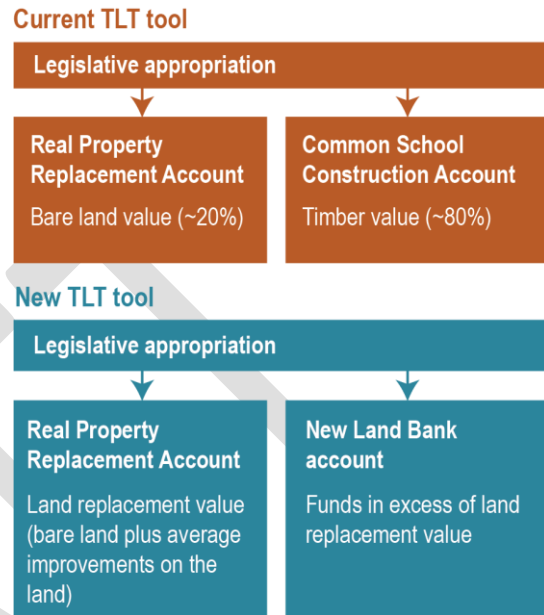 Current TLT tool
Legislative appropriation
Real Property
Replacement Account
Bare land value (~20%)
Common School
Construction Account
Timber value (~80%)
New TLT tool
Legislative appropriation
Real Property
Replacement Account
Land replacement value
(bare land plus average
improvements on the
land)
New Land Bank
account
Funds in excess of land
replacement value